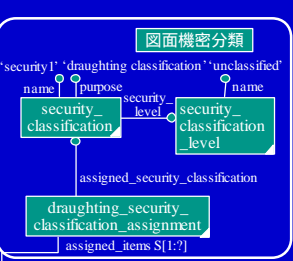 図面機密分類
‘security1’ ‘draughting classification’ ‘unclassified’
name purpose name
security_
classification
security_
level
security_
classification
_level
assigned_security_classification
draughting_security_
classification_assignment
assigned_items S[1:?]